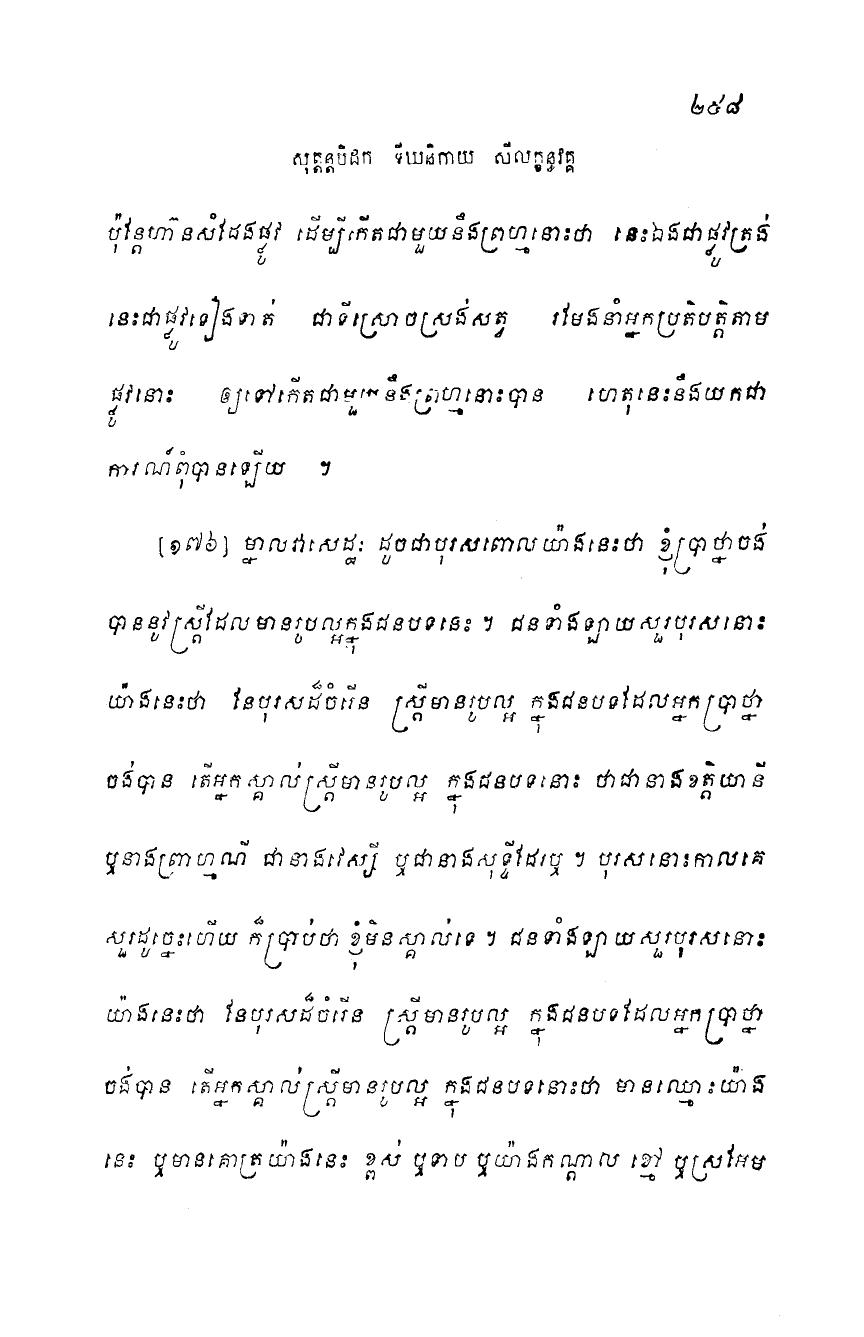 ២៩៨
សុត្តន្តបិដក ទីឃនិកាយ សីលក្ខន្ធវគ្គ
ប៉ុន្តែហ៊ានសំដែងផ្លូវ ដើម្បីកើតជាមួយនឹងព្រហ្មនោះថា នេះឯងជាផ្លូវត្រង់
នេះជាផ្លូវទៀងទាត់ ជាទីស្រោចស្រង់សត្វ រមែងនាំអ្នកប្រតិបត្តិតាម
ផ្លូវនោះ ឲ្យទៅកើតជាមួយនឹងព្រហ្មនោះបាន ហេតុនេះនឹងយកជា
ការណ៍ពុំបានឡើយ ។
[១៧៦] ម្នាលវាសេដ្ឋៈ ដូចជាបុរសពោលយ៉ាងនេះថា ខ្ញុំប្រាថ្នាចង់
បាននូវស្ត្រីដែលមានរូបល្អក្នុងជនបទនេះ ។ ជនទាំងឡាយសួរបុរសនោះ
យ៉ាងនេះថា នែបុរសដ៏ចំរើន ស្ត្រីមានរូបល្អ ក្នុងជនបទដែលអ្នកប្រាថ្នា
ចង់បាន តើអ្នកស្គាល់ស្ត្រីមានរូបល្អ ក្នុងជនបទនោះ ថាជានាងខត្តិយានី
ឬនាងព្រាហ្មណី ជានាងវេស្សី ឬជានាងសុទ្ទីដែរឬ ។ បុរសនោះកាលគេ
សួរដូច្នេះហើយ ក៏ប្រាប់ថា ខ្ញុំមិនស្គាល់ទេ ។ ជនទាំងឡាយសួរបុរសនោះ
យ៉ាងនេះថា នែបុរសដ៏ចំរើន ស្ត្រីមានរូបល្អ ក្នុងជនបទដែលអ្នកប្រាថ្នា
ចង់បាន តើអ្នកស្គាល់ស្ត្រីមានរូបល្អ ក្នុងជនបទនោះថា មានឈ្មោះយ៉ាង
នេះ ឬមានគោត្រយ៉ាងនេះ ខ្ពស់ ឬទាប ឬយ៉ាងកណ្តាល ខ្មៅ ឬស្រអែម